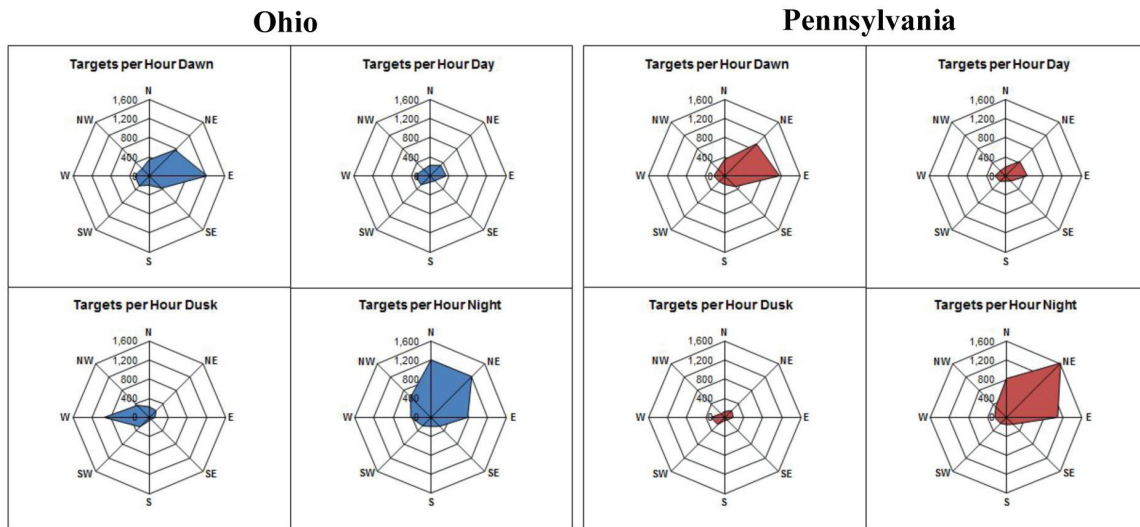 Ohio
Pennsylvania
Targets per Hour Dawn
N
1,600
NW
NE
1,200
800
400
W
0
E
SW
SE
S
Targets per Hour Day
N
1,600
NW
NE
1,200
800
400
W
0
E
SW
SE
S
Targets per Hour Dawn
N
1,600
NW
NE
1,200
800
400
W
0
E
SW
SE
S
Targets per Hour Day
N
1,600
NW
NE
1,200
800
400
W
0
E
SW
SE
S
Targets per Hour Dusk
N
1,600
NW
NE
1,200
800
400
W
0
E
SW
SE
S
Targets per Hour Night
N
1,600
NW
NE
1,200
800
400
W
0
E
SW
SE
S
Targets per Hour Dusk
N
1,600
NW
NE
1,200
800
400
W
0
E
SW
SE
S
Targets per Hour Night
N
1,600
NW
NE
1,200
800
400
W
0
E
SW
SE
S